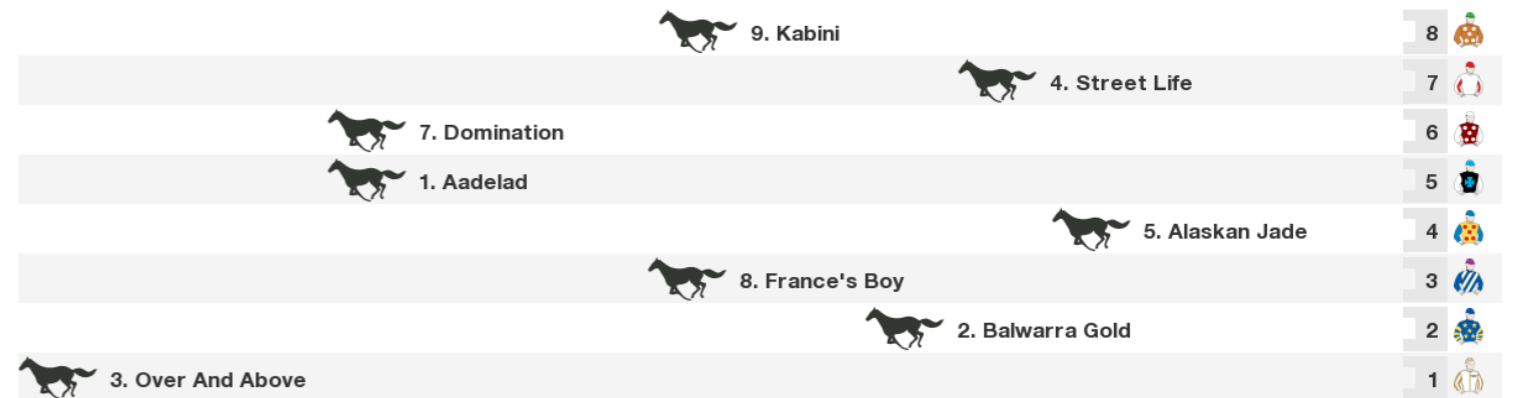 9. Kabini 8
4. Street Life 7
7. Domination 6
1. Aadelad 5
5. Alaskan Jade 4
8. France's Boy 3
2. Balwarra Gold 2
3. Over And Above 1